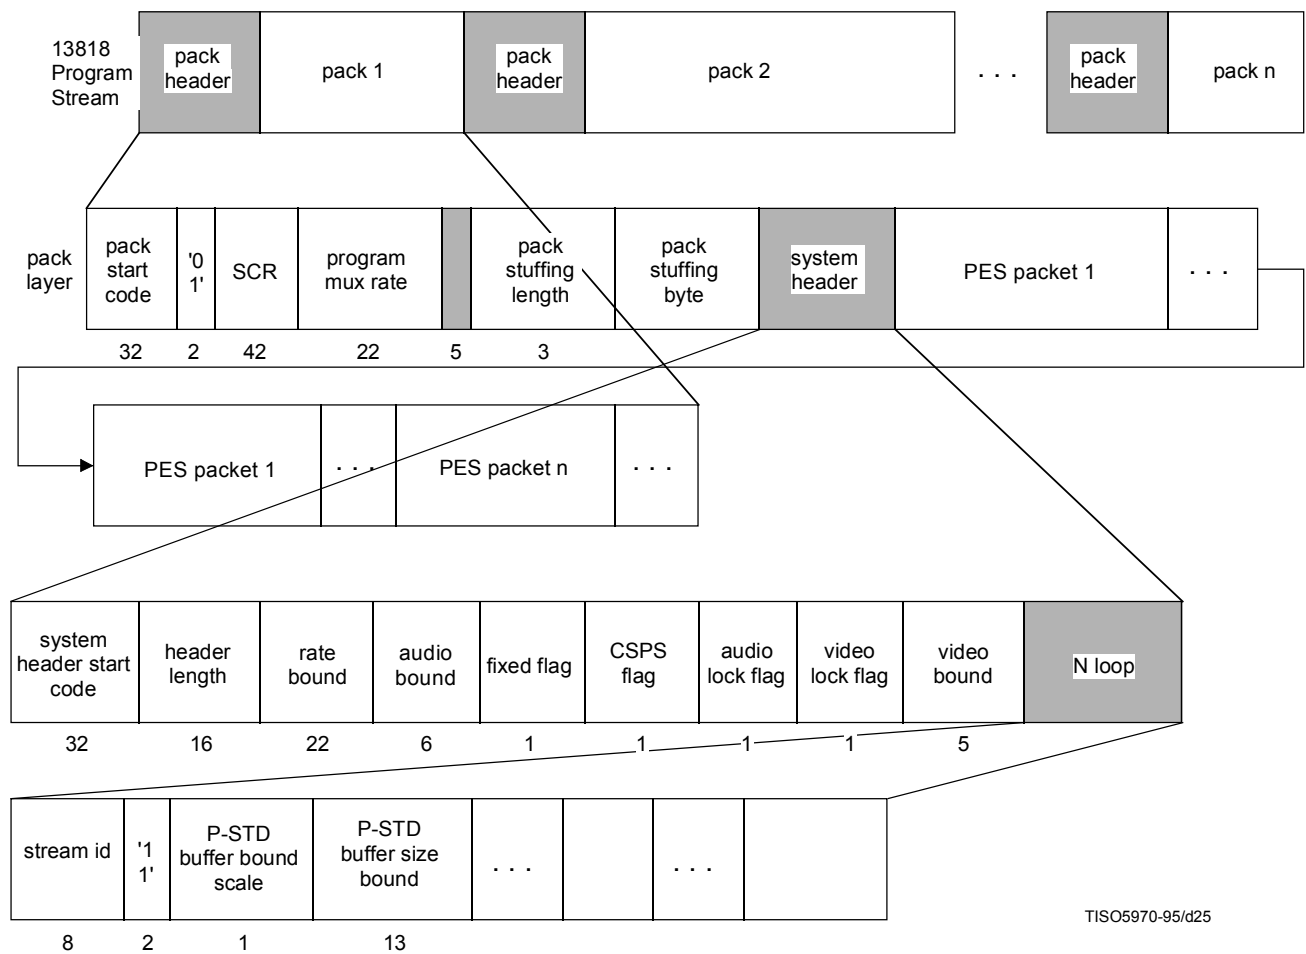 13818
Program
Stream
pack
header
pack 1
pack
header
pack 2
. . .
pack
header
pack n
pack
layer
pack
start
code
'0
1'
SCR
program
mux rate
pack
stuffing
length
pack
stuffing
byte
system
header
PES packet 1
. . .
32
2
42
22
5
3
PES packet 1
. . .
PES packet n
. . .
system
header start
code
header
length
rate
bound
audio
bound
fixed flag
CSPS
flag
audio
lock flag
video
lock flag
video
bound
N loop
32
16
22
6
1
1
1
1
5
stream id
'1
1'
P-STD
buffer bound
scale
P-STD
buffer size
bound
. . .
. . .
8
2
1
13
TISO5970-95/d25